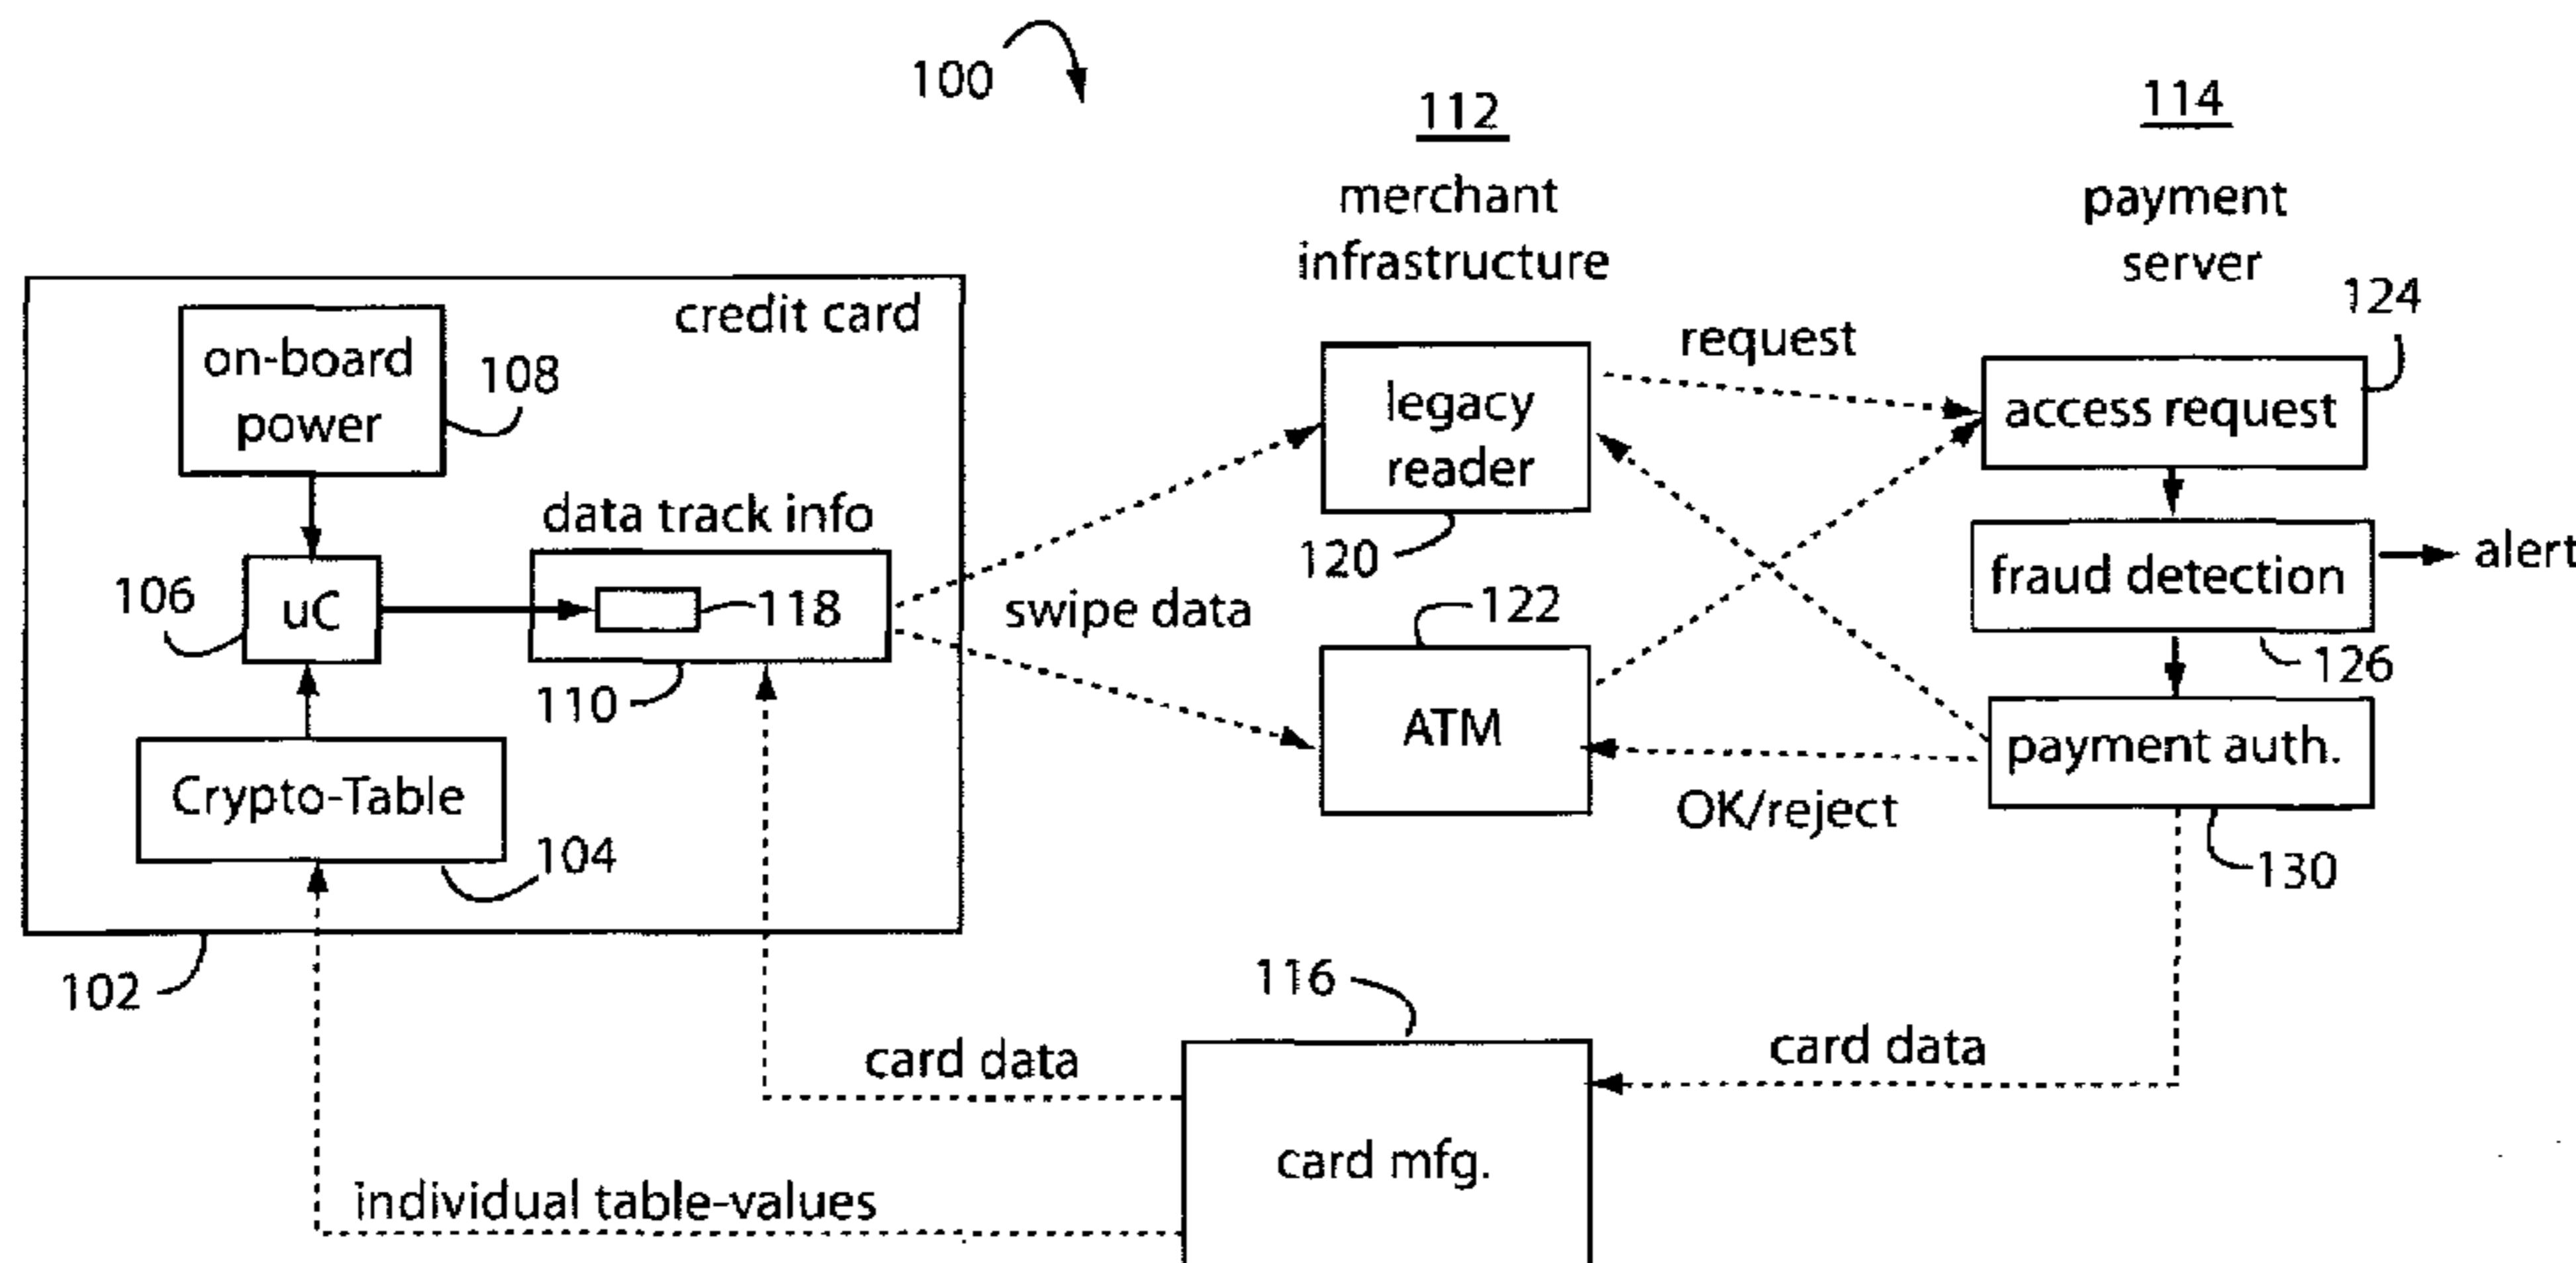 100
112
merchant
infrastructure
114
payment
server
credit card
on-board
power
108
data track info
106
uC
118
110
Crypto-Table
104
102
swipe data
legacy
reader
120
122
ATM
request
OK/reject
124
access request
fraud detection
alert
126
payment auth.
130
116
card mfg.
card data
card data
individual table-values